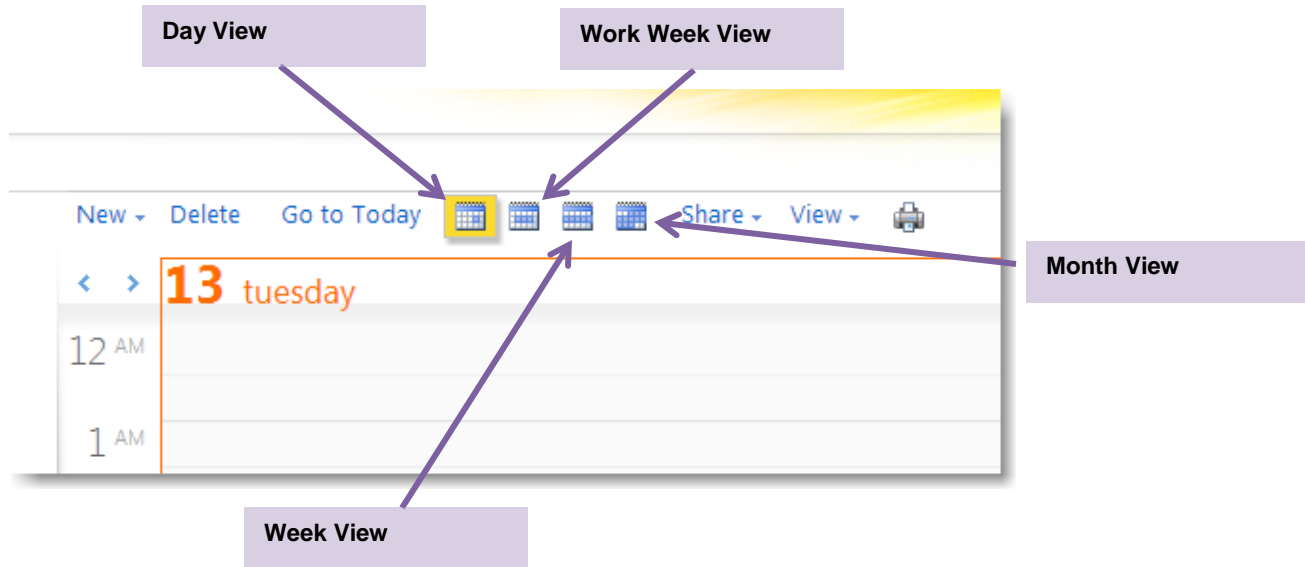 Day View
Work Week View
New Delete Go to Today Share View
Month View
13 tuesday
12 AM
1 AM
Week View